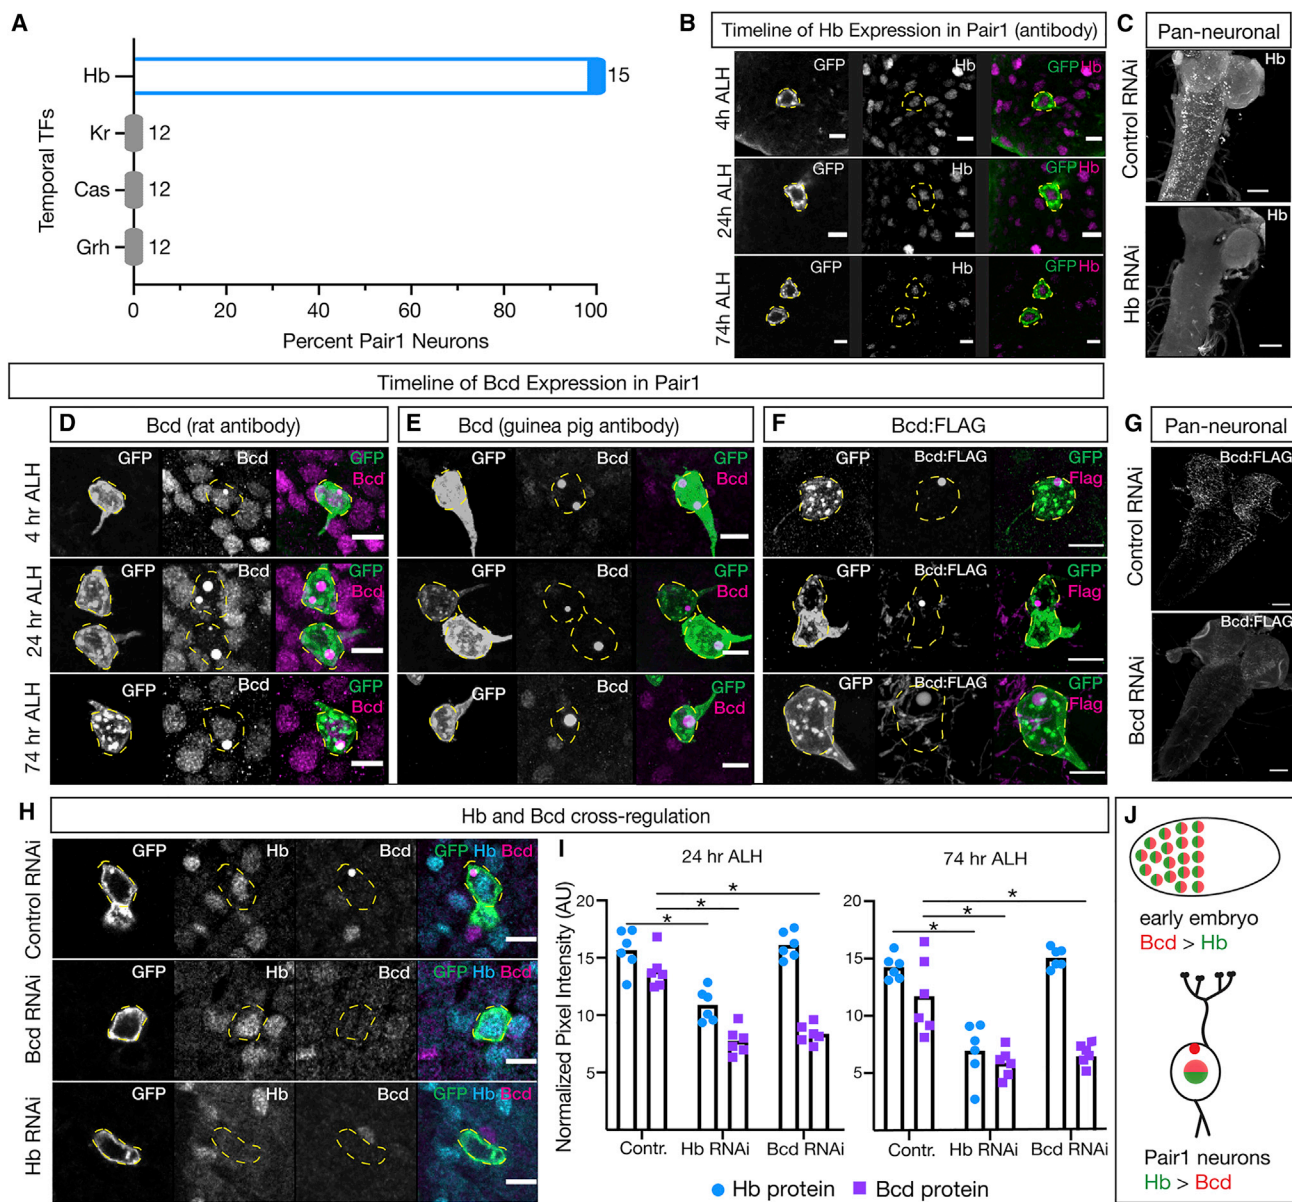 A
Temporal TFs
Hb
15
Kr
12
Cas
12
Grh
12
0 20 40 60 80 100
Percent Pair1 Neurons
B
Timeline of Hb Expression in Pair1 (antibody)
4h ALH
GFP
Hb
GFP Hb
24h ALH
GFP
Hb
GFP Hb
74h ALH
GFP
Hb
GFP Hb
C
Pan-neuronal
Control RNAi
Hb
Hb RNAi
Hb
Timeline of Bcd Expression in Pair1
D
Bcd (rat antibody)
4 hr ALH
GFP
Bcd
GFP
Bcd
24 hr ALH
GFP
Bcd
GFP
Bcd
74 hr ALH
GFP
Bcd
GFP
Bcd
E
Bcd (guinea pig antibody)
GFP
Bcd
GFP
Bcd
GFP
Bcd
GFP
Bcd
GFP
Bcd
GFP
Bcd
F
Bcd:FLAG
GFP
Bcd:FLAG
GFP
Flag
GFP
Bcd:FLAG
GFP
Flag
GFP
Bcd:FLAG
GFP
Flag
G
Pan-neuronal
Control RNAi
Bcd:FLAG
Bcd RNAi
Bcd:FLAG
H
Hb and Bcd cross-regulation
Control RNAi
GFP
Hb
Bcd
GFP Hb Bcd
Bcd RNAi
GFP
Hb
Bcd
GFP Hb Bcd
Hb RNAi
GFP
Hb
Bcd
GFP Hb Bcd
I
24 hr ALH
Normalized Pixel Intensity (AU)
20
15
10
5
* * *
Contr. Hb RNAi Bcd RNAi
74 hr ALH
20
15
10
5
* * *
Contr. Hb RNAi Bcd RNAi
Hb protein
Bcd protein
J
early embryo
Bcd > Hb
Pair1 neurons
Hb > Bcd